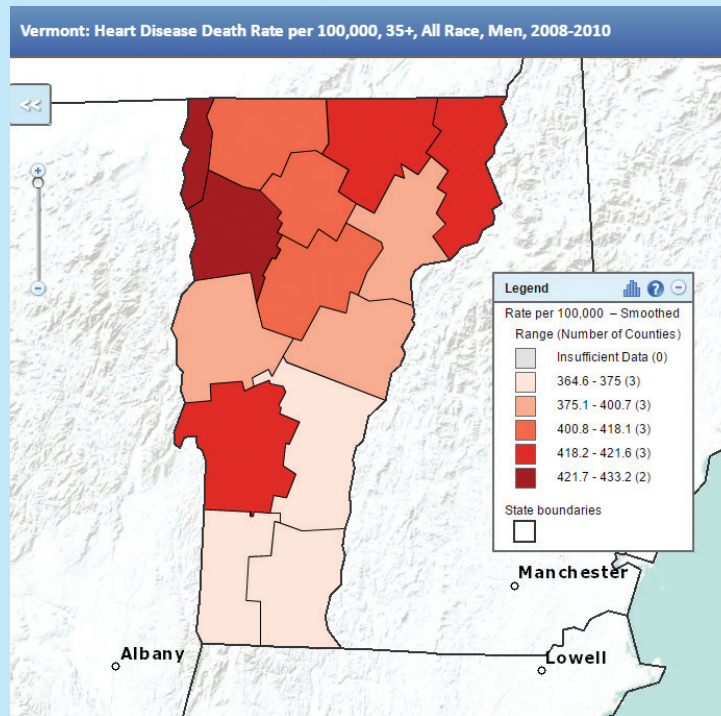 Vermont: Heart Disease Death Rate per 100,000, 35+, All Race, Men, 2008-2010
<<
+
−
Legend
?
−
Rate per 100,000 – Smoothed
Range (Number of Counties)
Insufficient Data (0)
364.6 - 375 (3)
375.1 - 400.7 (3)
400.8 - 418.1 (3)
418.2 - 421.6 (3)
421.7 - 433.2 (2)
State boundaries
Manchester
Albany
Lowell